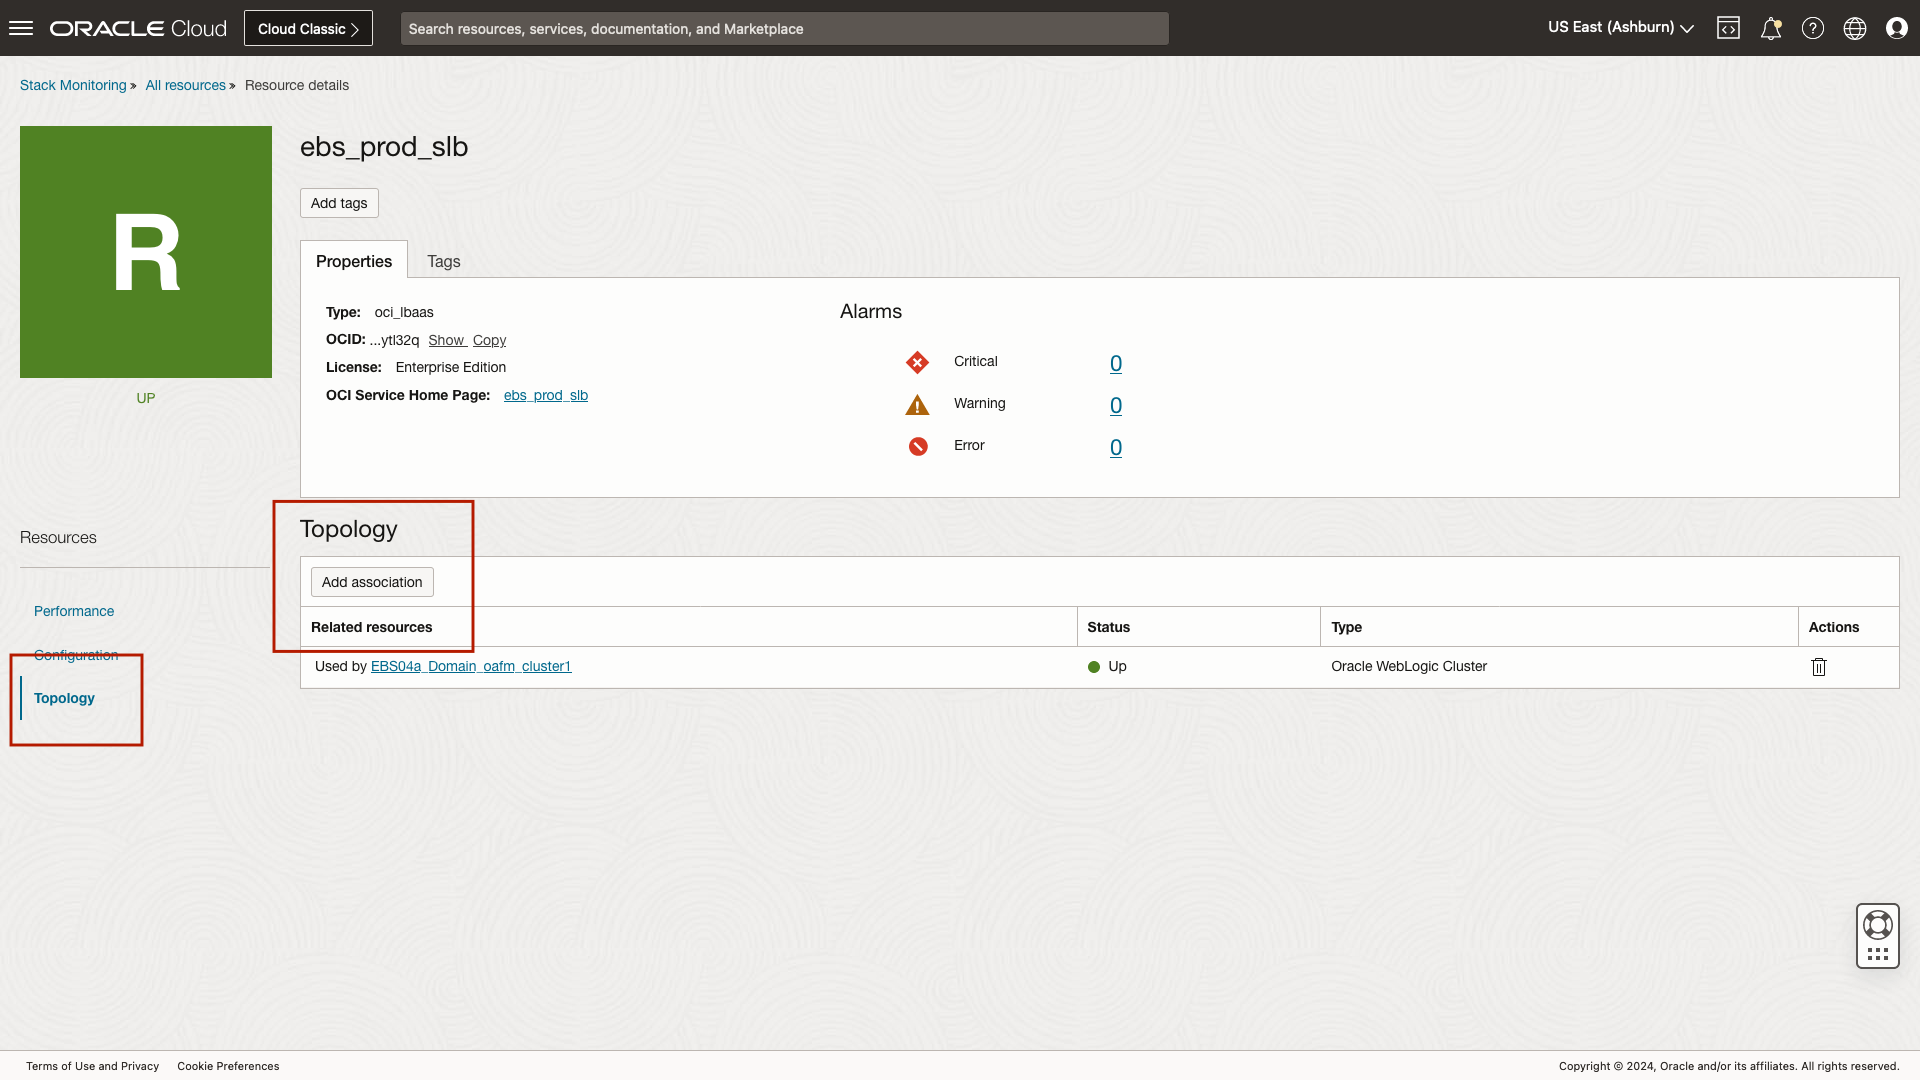 ORACLE Cloud
Cloud Classic
Search resources, services, documentation, and Marketplace
US East (Ashburn)
Stack Monitoring » All resources » Resource details
R
UP
ebs_prod_slb
Add tags
Properties
Tags
Type: oci_lbaas
OCID: ...ytl32q Show Copy
License: Enterprise Edition
OCI Service Home Page: ebs_prod_slb
Alarms
Critical 0
Warning 0
Error 0
Resources
Performance
Configuration
Topology
Topology
Add association
Related resources Status Type Actions
Used by EBS04a_Domain_oafm_cluster1 Up Oracle WebLogic Cluster
Terms of Use and Privacy Cookie Preferences
Copyright © 2024, Oracle and/or its affiliates. All rights reserved.